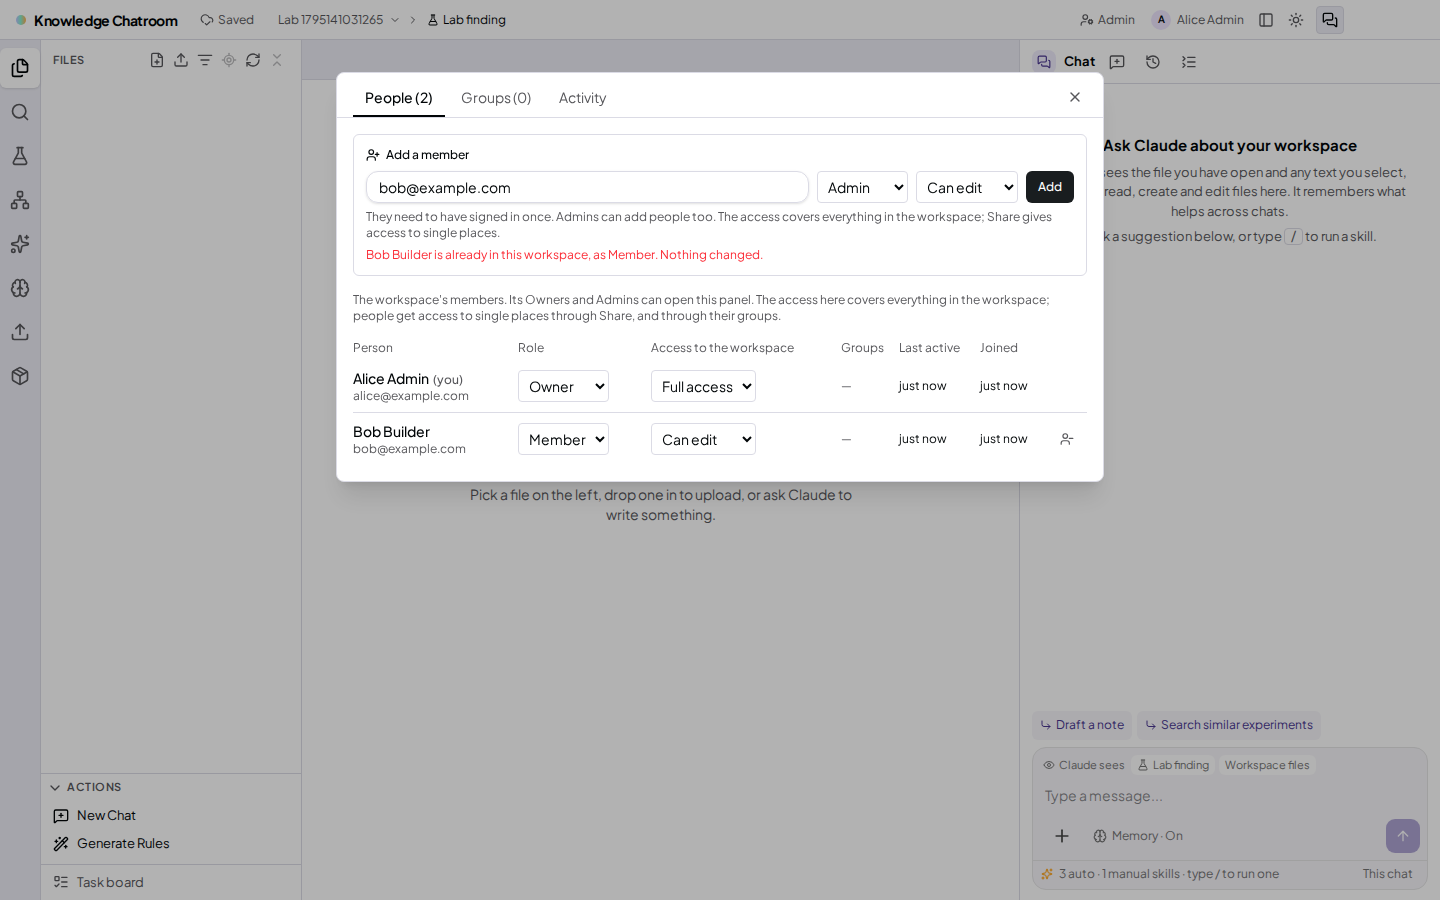 Knowledge Chatroom
Saved
Lab 1795141031265
Lab finding
Admin
A
Alice Admin
FILES
Chat
People (2)
Groups (0)
Activity
Add a member
bob@example.com
Admin
Can edit
Add
They need to have signed in once. Admins can add people too. The access covers everything in the workspace; Share gives
access to single places.
Bob Builder is already in this workspace, as Member. Nothing changed.
The workspace's members. Its Owners and Admins can open this panel. The access here covers everything in the workspace;
people get access to single places through Share, and through their groups.
Person
Role
Access to the workspace
Groups
Last active
Joined
Alice Admin (you)
alice@example.com
Owner
Full access
—
just now
just now
Bob Builder
bob@example.com
Member
Can edit
—
just now
just now
Pick a file on the left, drop one in to upload, or ask Claude to
write something.
Ask Claude about your workspace
sees the file you have open and any text you select,
read, create and edit files here. It remembers what
helps across chats.
a suggestion below, or type / to run a skill.
Draft a note
Search similar experiments
Claude sees
Lab finding
Workspace files
Type a message...
Memory · On
3 auto · 1 manual skills · type / to run one
This chat
ACTIONS
New Chat
Generate Rules
Task board